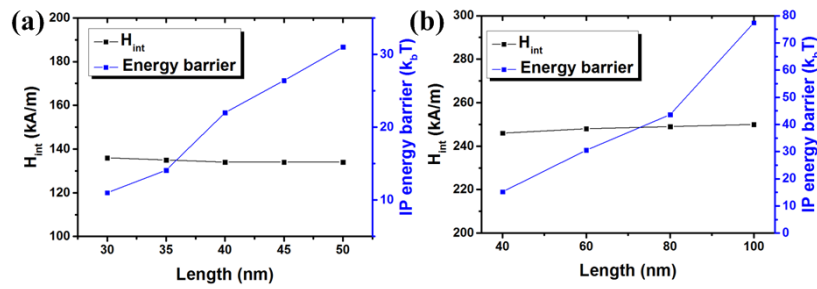 (a)
H_int
Energy barrier
H_int (kA/m)
200
180
160
140
120
100
30
20
10
IP energy barrier (k_bT)
30 35 40 45 50
Length (nm)
(b)
H_int
Energy barrier
H_int (kA/m)
300
280
260
240
220
200
80
70
60
50
40
30
20
10
0
IP energy barrier (k_bT)
40 60 80 100
Length (nm)